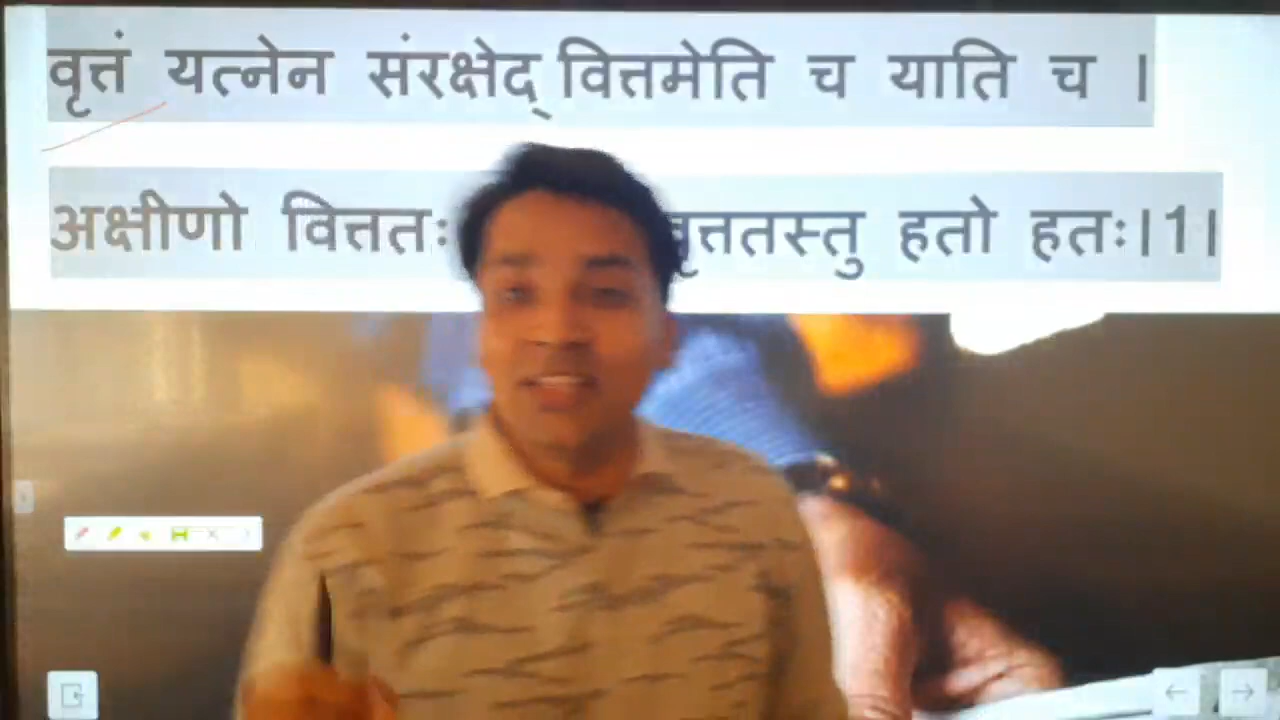 वृत्तं यत्नेन संरक्षेद् वित्तमेति च याति च ।
अक्षीणो वित्ततः वृत्ततस्तु हतो हतः।1।